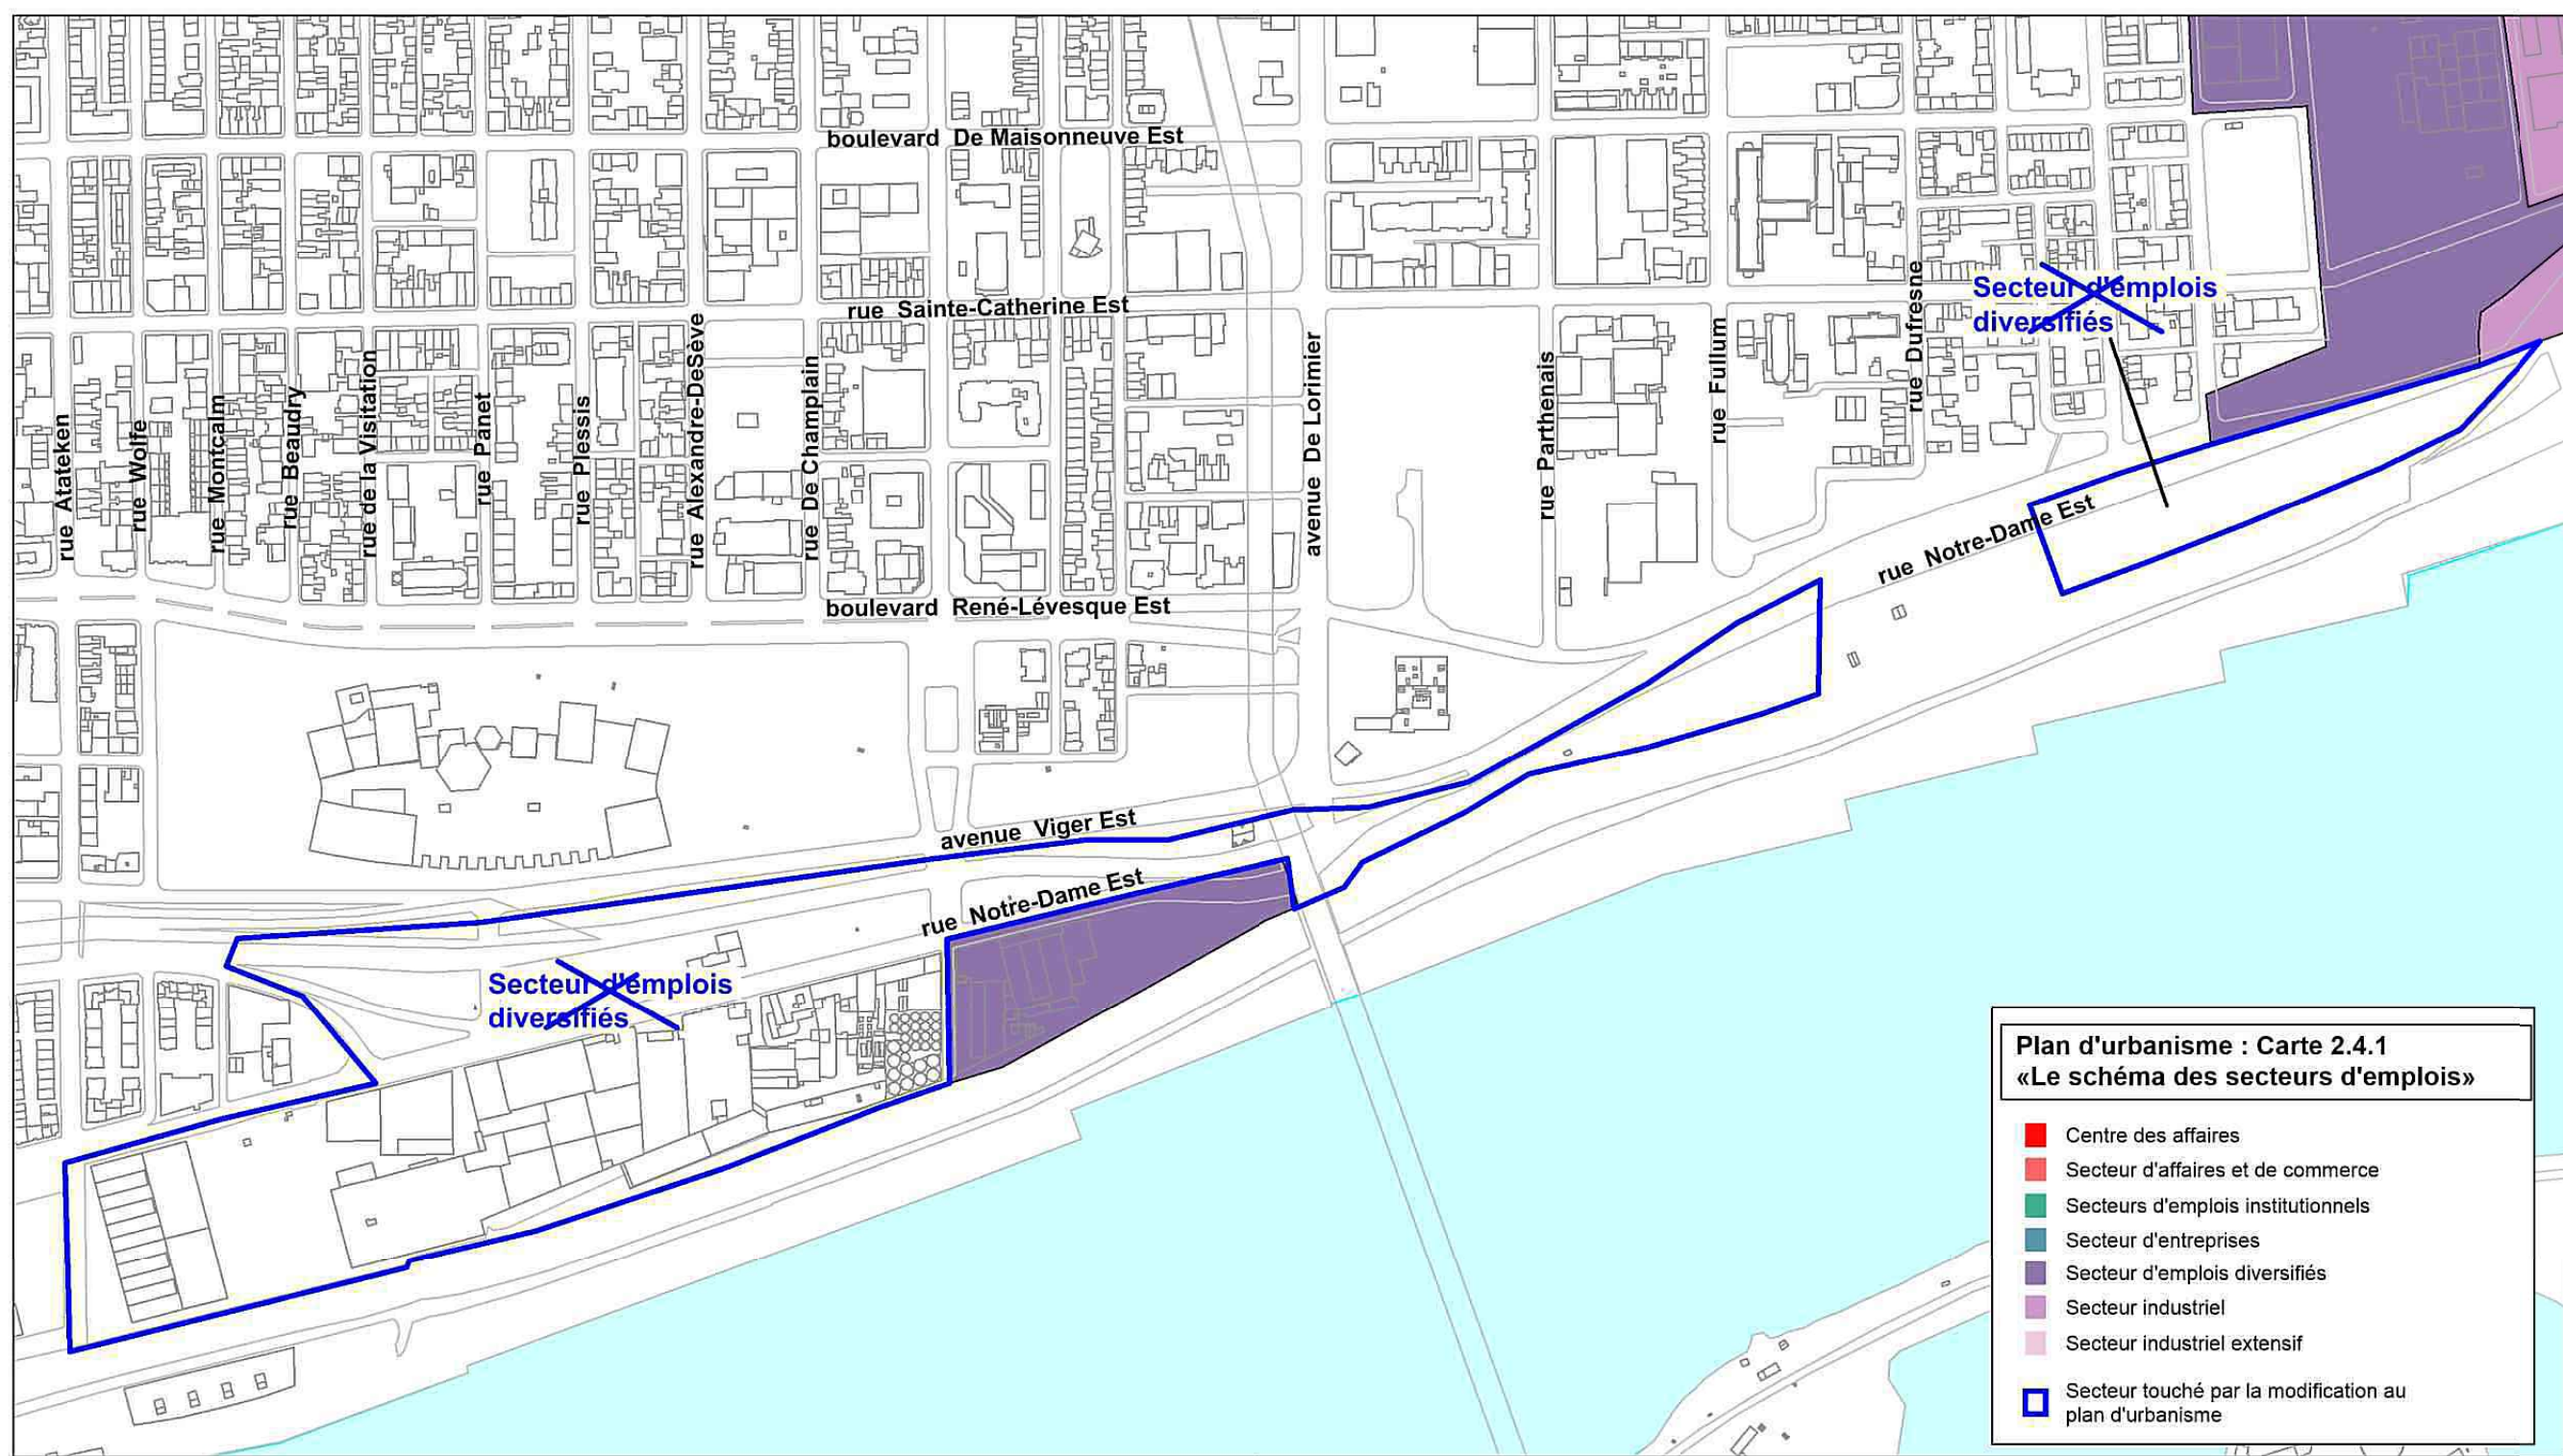 boulevard De Maisonneuve Est
rue Sainte-Catherine Est
Secteur d'emplois
diversifiés
rue Atateken
rue Wolfe
rue Montcalm
rue Beaudry
rue de la Visitation
rue Panet
rue Plessis
rue Alexandre-DeSève
rue De Champlain
avenue De Lorimier
rue Parthenais
rue Fullum
rue Dufresne
rue Notre-Dame Est
boulevard René-Lévesque Est
avenue Viger Est
rue Notre-Dame Est
Secteur d'emplois
diversifiés
Plan d'urbanisme : Carte 2.4.1
«Le schéma des secteurs d'emplois»
Centre des affaires
Secteur d'affaires et de commerce
Secteurs d'emplois institutionnels
Secteur d'entreprises
Secteur d'emplois diversifiés
Secteur industriel
Secteur industriel extensif
Secteur touché par la modification au
plan d'urbanisme